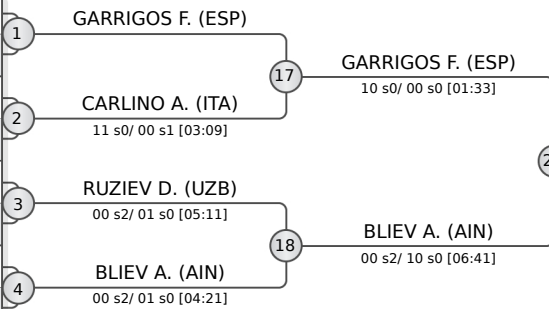 GARRIGOS F. (ESP)
1
17
GARRIGOS F. (ESP)
10 s0/ 00 s0 [01:33]
CARLINO A. (ITA)
2
11 s0/ 00 s1 [03:09]
RUZIEV D. (UZB)
3
00 s2/ 01 s0 [05:11]
18
BLIEV A. (AIN)
00 s2/ 10 s0 [06:41]
BLIEV A. (AIN)
4
00 s2/ 01 s0 [04:21]